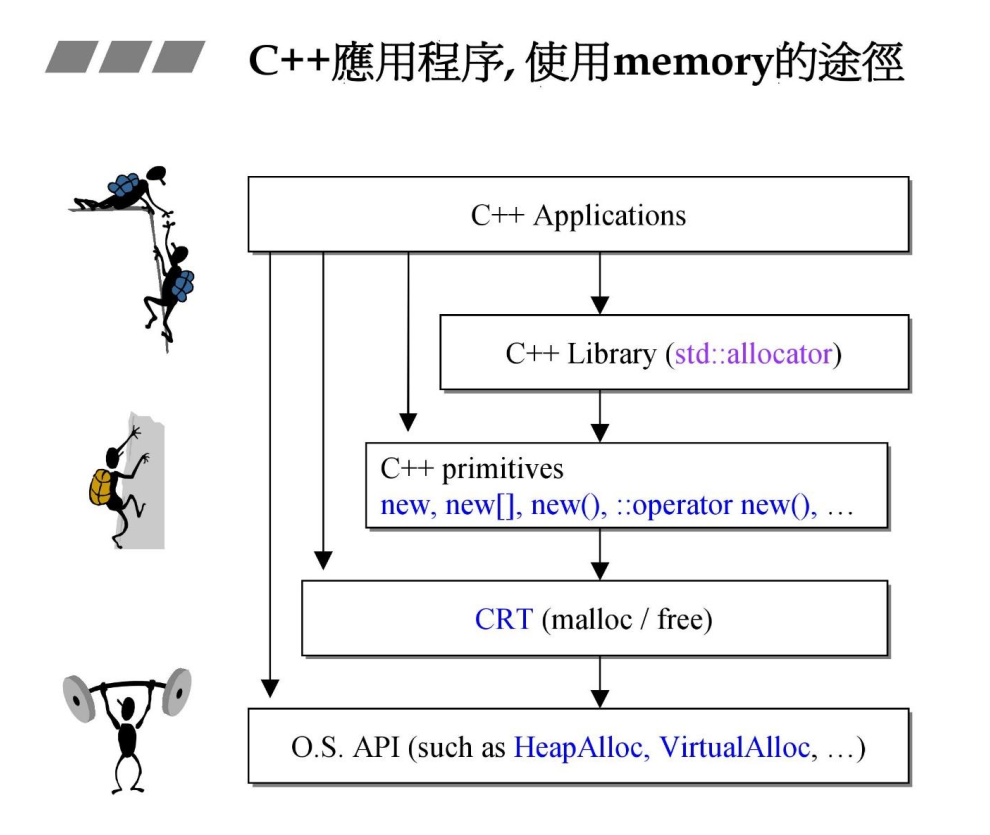 C++應用程序, 使用memory的途徑
C++ Applications
C++ Library (std::allocator)
C++ primitives
new, new[], new(), ::operator new(), …
CRT (malloc / free)
O.S. API (such as HeapAlloc, VirtualAlloc, …)